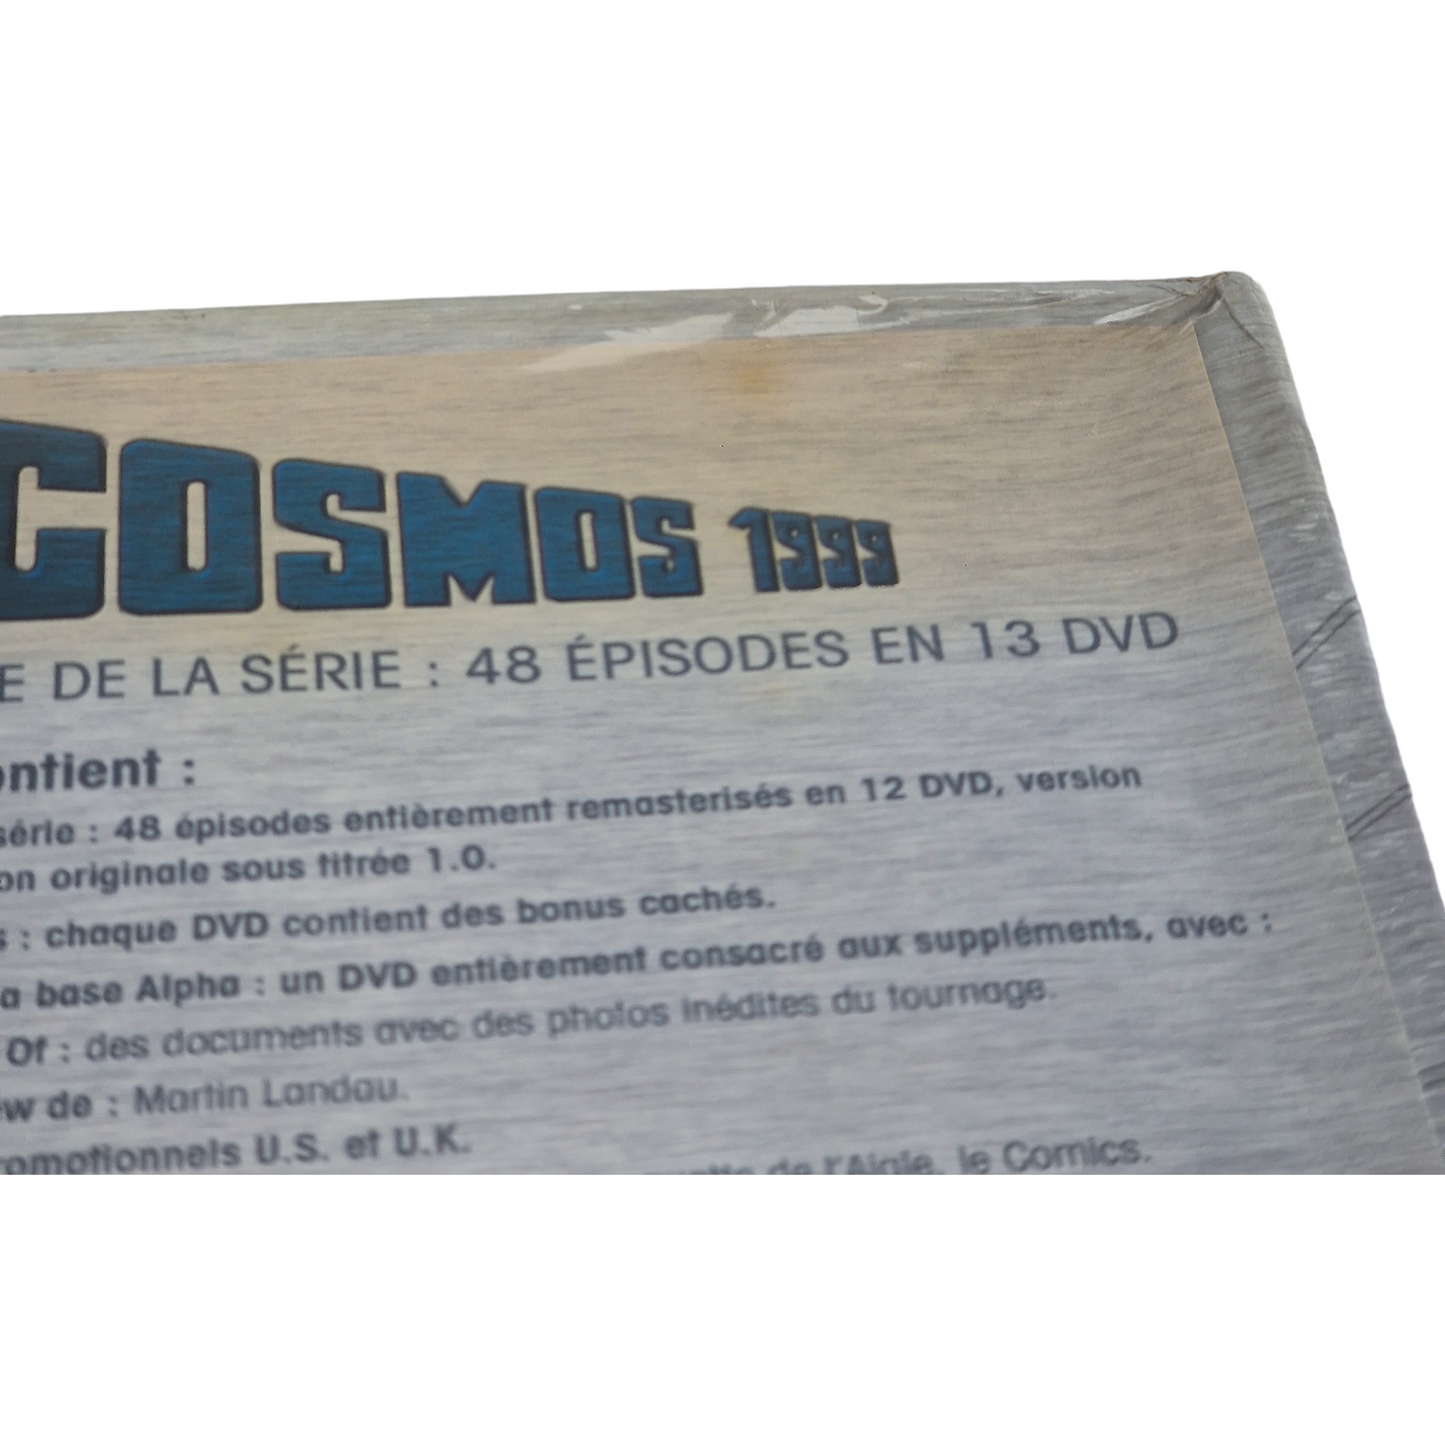 COSMOS 1999
E DE LA SÉRIE : 48 ÉPISODES EN 13 DVD
ontient :
série : 48 épisodes entièrement remasterisés en 12 DVD, version
on originale sous titrée 1.0.
s : chaque DVD contient des bonus cachés.
a base Alpha : un DVD entièrement consacré aux suppléments, avec :
Of : des documents avec des photos inédites du tournage.
ew de : Martin Landau.
romotionnels U.S. et U.K.
de l'Aigle, le Comics.